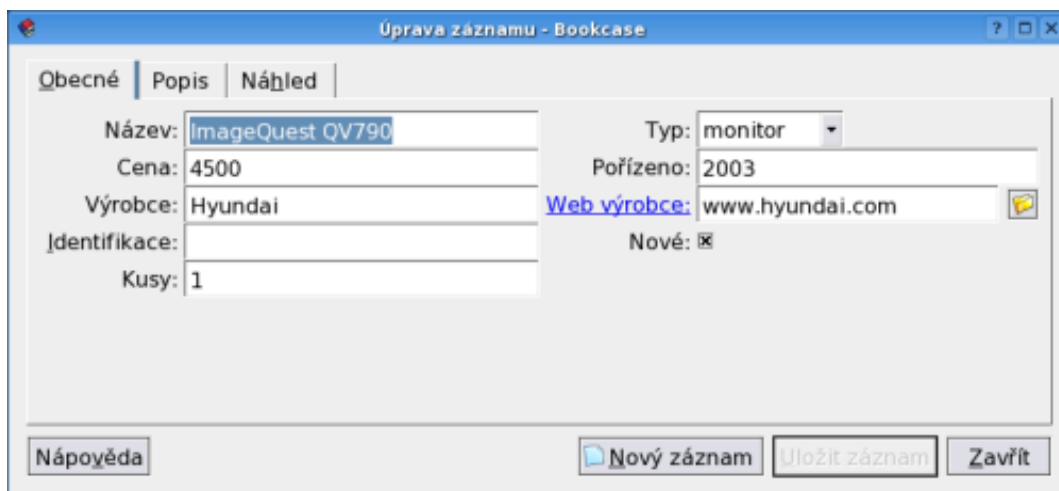 Úprava záznamu - Bookcase
Obecné Popis Náhled
Název: ImageQuest QV790 Typ: monitor
Cena: 4500 Pořízeno: 2003
Výrobce: Hyundai Web výrobce: www.hyundai.com
Identifikace: Nové:
Kusy: 1
Nápověda Nový záznam Uložit záznam Zavřít